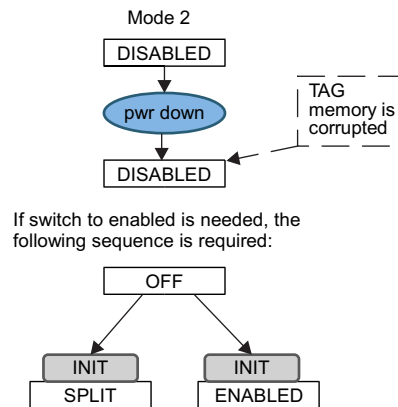 Mode 2
DISABLED
pwr down
TAG
memory is
corrupted
DISABLED
If switch to enabled is needed, the
following sequence is required:
OFF
INIT
INIT
SPLIT
ENABLED